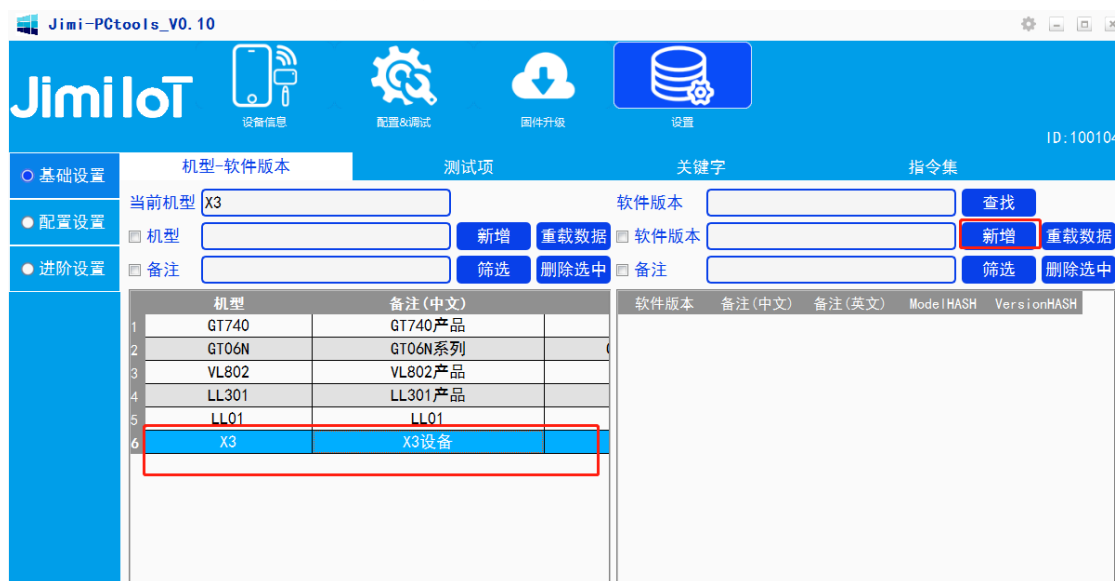 Jimi-PCtools_V0.10
Jimi IoT
设备信息 配置&调试 固件升级 设置
ID:100104
基础设置 机型-软件版本 测试项 关键字 指令集
当前机型 X3 软件版本 查找
配置设置
机型 新增 重载数据 软件版本 新增 重载数据
进阶设置
备注 筛选 删除选中 备注 筛选 删除选中
机型 备注(中文) 软件版本 备注(中文) 备注(英文) ModelHASH VersionHASH
1 GT740 GT740产品
2 GT06N GT06N系列
3 VL802 VL802产品
4 LL301 LL301产品
5 LL01 LL01
6 X3 X3设备